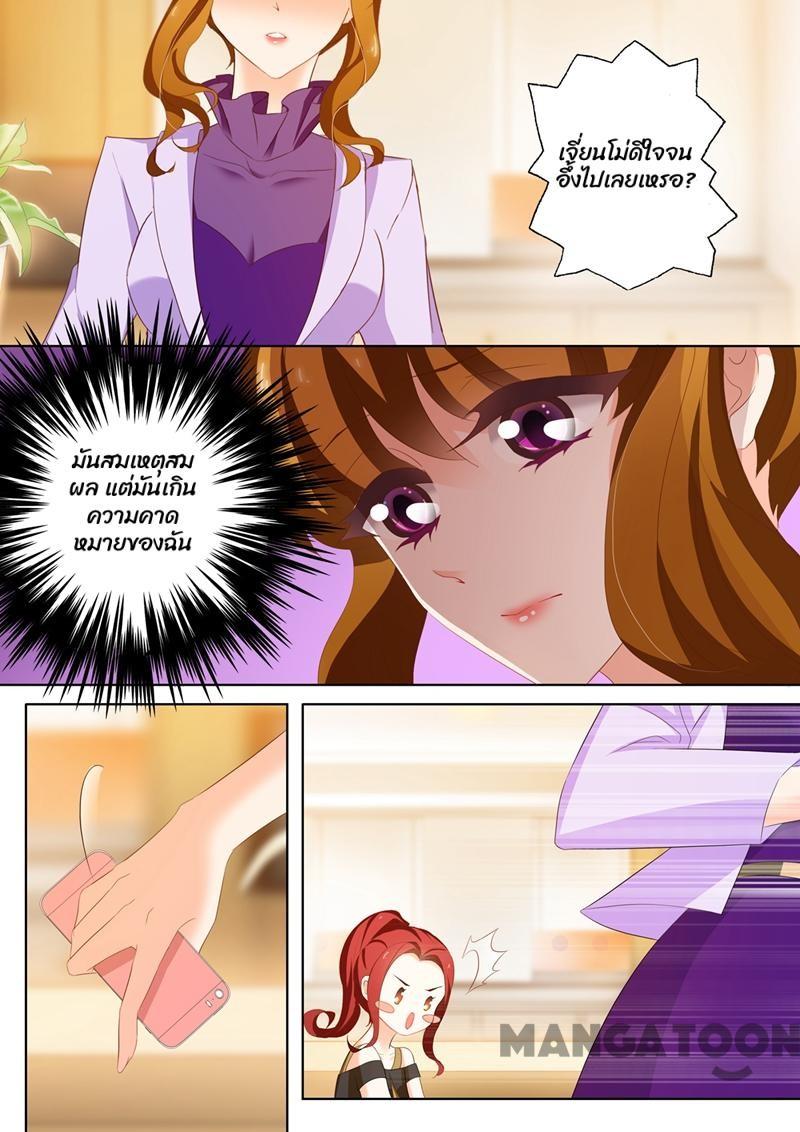 เจี่ยนโม่ดีใจจน
อึ้งไปเลยเหรอ?
มันสมเหตุสม
ผล แต่มันเกิน
ความคาด
หมายของฉัน
MANGATOON